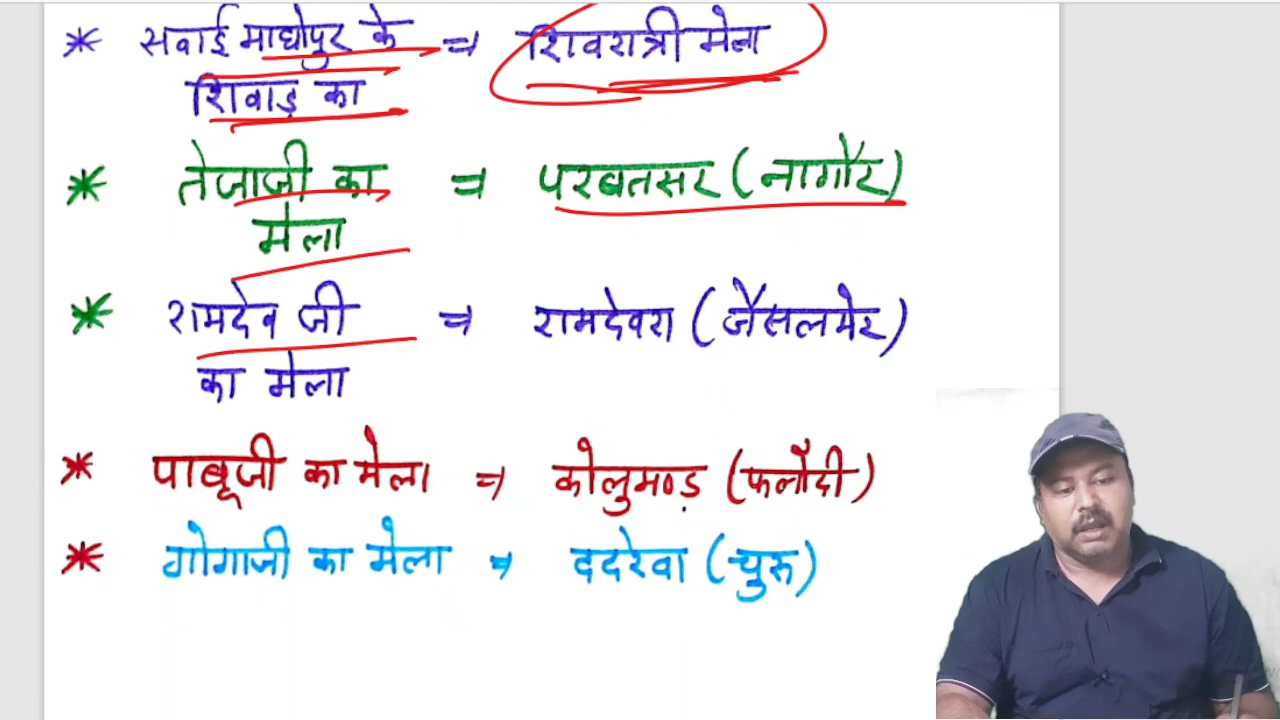 * सवाई माधोपुर के ⇒ शिवरात्री मेला
शिवाड़ का
* तेजाजी का ⇒ परबतसर (नागौर)
मेला
* रामदेव जी ⇒ रामदेवरा (जैसलमेर)
का मेला
* पाबूजी का मेला ⇒ कोलुमण्ड़ (फलौदी)
* गोगाजी का मेला ⇒ ददरेवा (चुरू)